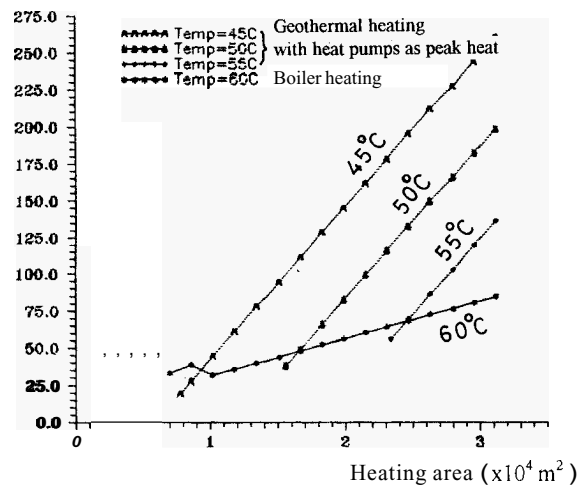 275.0
250.0
225.0
200.0
175.0
150.0
125.0
100.0
75.0
50.0
25.0
0.0
Temp=45C
Temp=50C
Temp=55C
Temp=60C
Geothermal heating
with heat pumps as peak heat
Boiler heating
45°C
50°C
55°C
60°C
0 1 2 3
Heating area (x10⁴ m²)